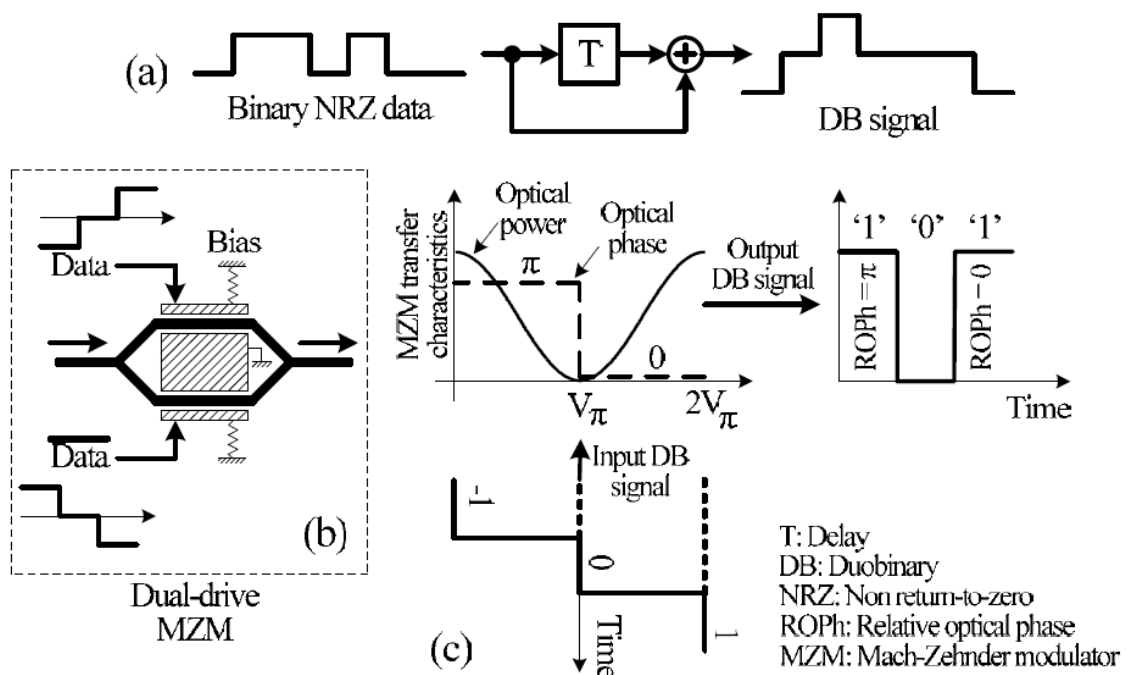 (a)
Binary NRZ data
T
+
DB signal
Data
Bias
Data
(b)
Dual-drive
MZM
MZM transfer
characteristics
Optical
power
Optical
phase
π
0
Vπ
2Vπ
Output
DB signal
'1' '0' '1'
ROPh=π
ROPh=0
Time
Input DB
signal
-1
0
1
Time
(c)
T: Delay
DB: Duobinary
NRZ: Non return-to-zero
ROPh: Relative optical phase
MZM: Mach-Zehnder modulator